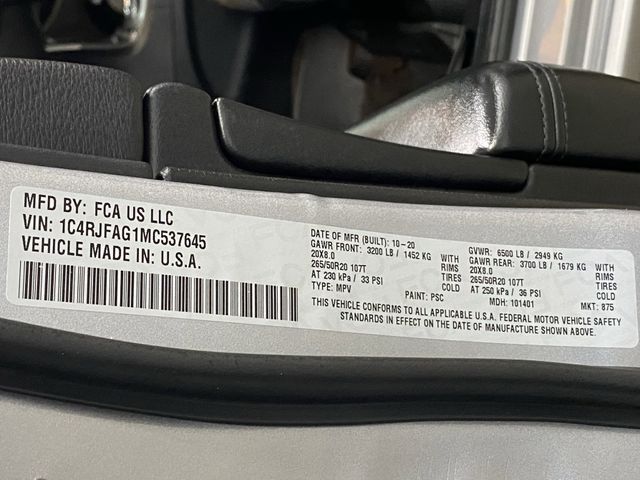 MFD BY: FCA US LLC
VIN: 1C4RJFAG1MC537645
VEHICLE MADE IN U.S.A.
DATE OF MFR (BUILT): 10-20
GAWR FRONT: 3200 LB / 1452 KG WITH
20X8.0 RIMS
265/50R20 107T TIRES
AT 230 kPa / 33 PSI COLD
TYPE: MPV PAINT: PSC
GVWR: 6500 LB / 2949 KG
GAWR REAR: 3700 LB / 1679 KG WITH
20X8.0 RIMS
265/50R20 107T TIRES
AT 250 kPa / 36 PSI COLD
MDH: 101401 MKT: 875
THIS VEHICLE CONFORMS TO ALL APPLICABLE U.S.A. FEDERAL MOTOR VEHICLE SAFETY
STANDARDS IN EFFECT ON THE DATE OF MANUFACTURE SHOWN ABOVE.